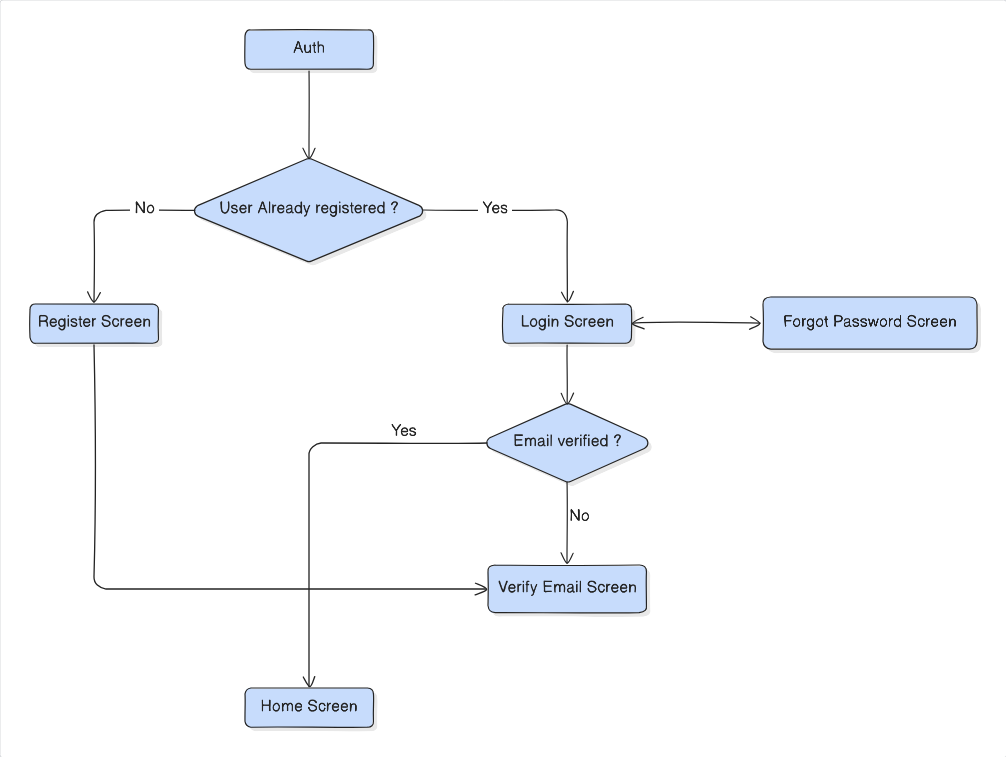 Auth
User Already registered ?
No
Yes
Register Screen
Login Screen
Forgot Password Screen
Email verified ?
Yes
No
Verify Email Screen
Home Screen